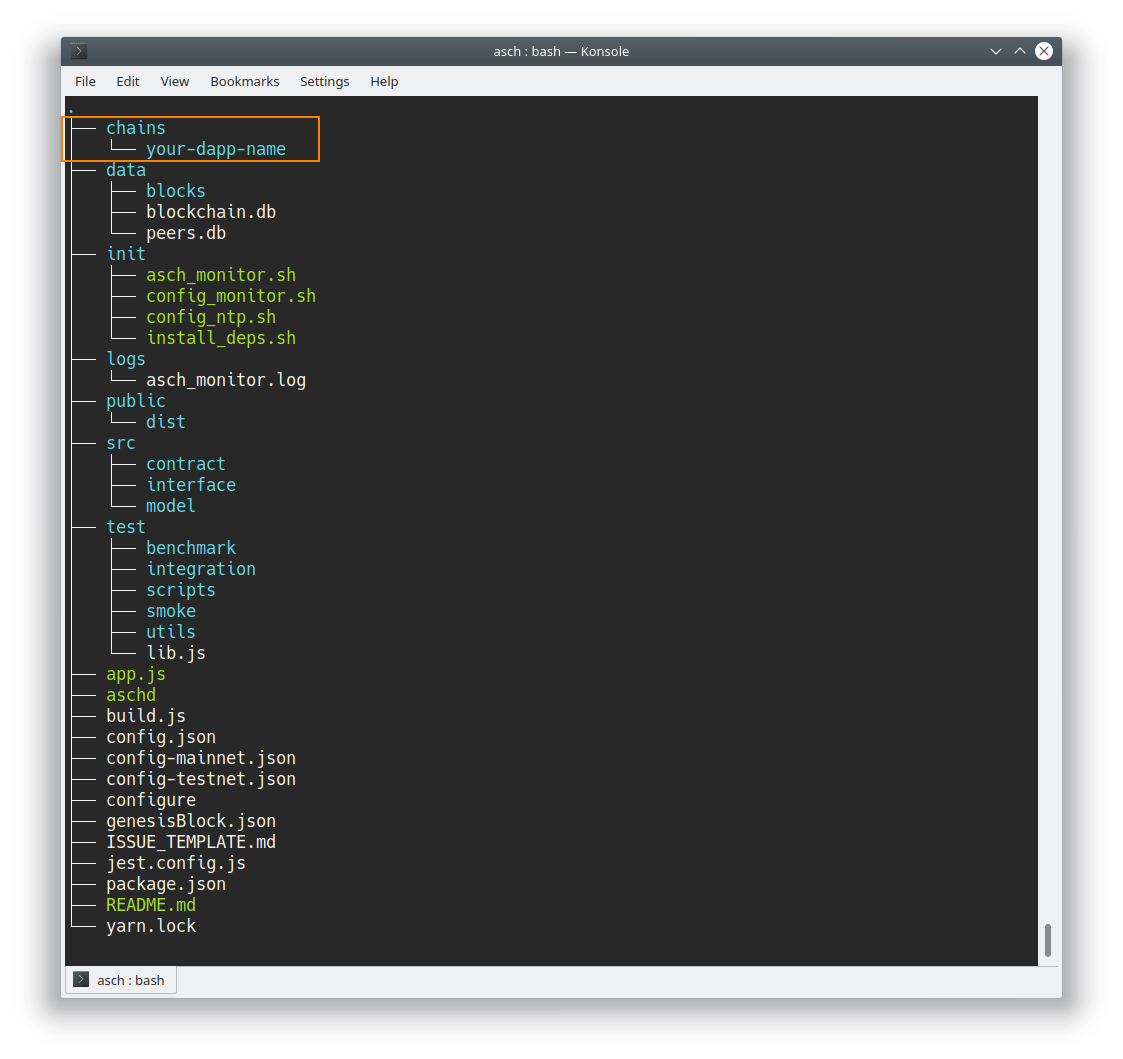 asch : bash — Konsole
File Edit View Bookmarks Settings Help
.
├── chains
│   └── your-dapp-name
├── data
│   ├── blocks
│   ├── blockchain.db
│   └── peers.db
├── init
│   ├── asch_monitor.sh
│   ├── config_monitor.sh
│   ├── config_ntp.sh
│   └── install_deps.sh
├── logs
│   └── asch_monitor.log
├── public
│   └── dist
├── src
│   ├── contract
│   ├── interface
│   └── model
├── test
│   ├── benchmark
│   ├── integration
│   ├── scripts
│   ├── smoke
│   ├── utils
│   └── lib.js
├── app.js
├── aschd
├── build.js
├── config.json
├── config-mainnet.json
├── config-testnet.json
├── configure
├── genesisBlock.json
├── ISSUE_TEMPLATE.md
├── jest.config.js
├── package.json
├── README.md
└── yarn.lock
asch : bash